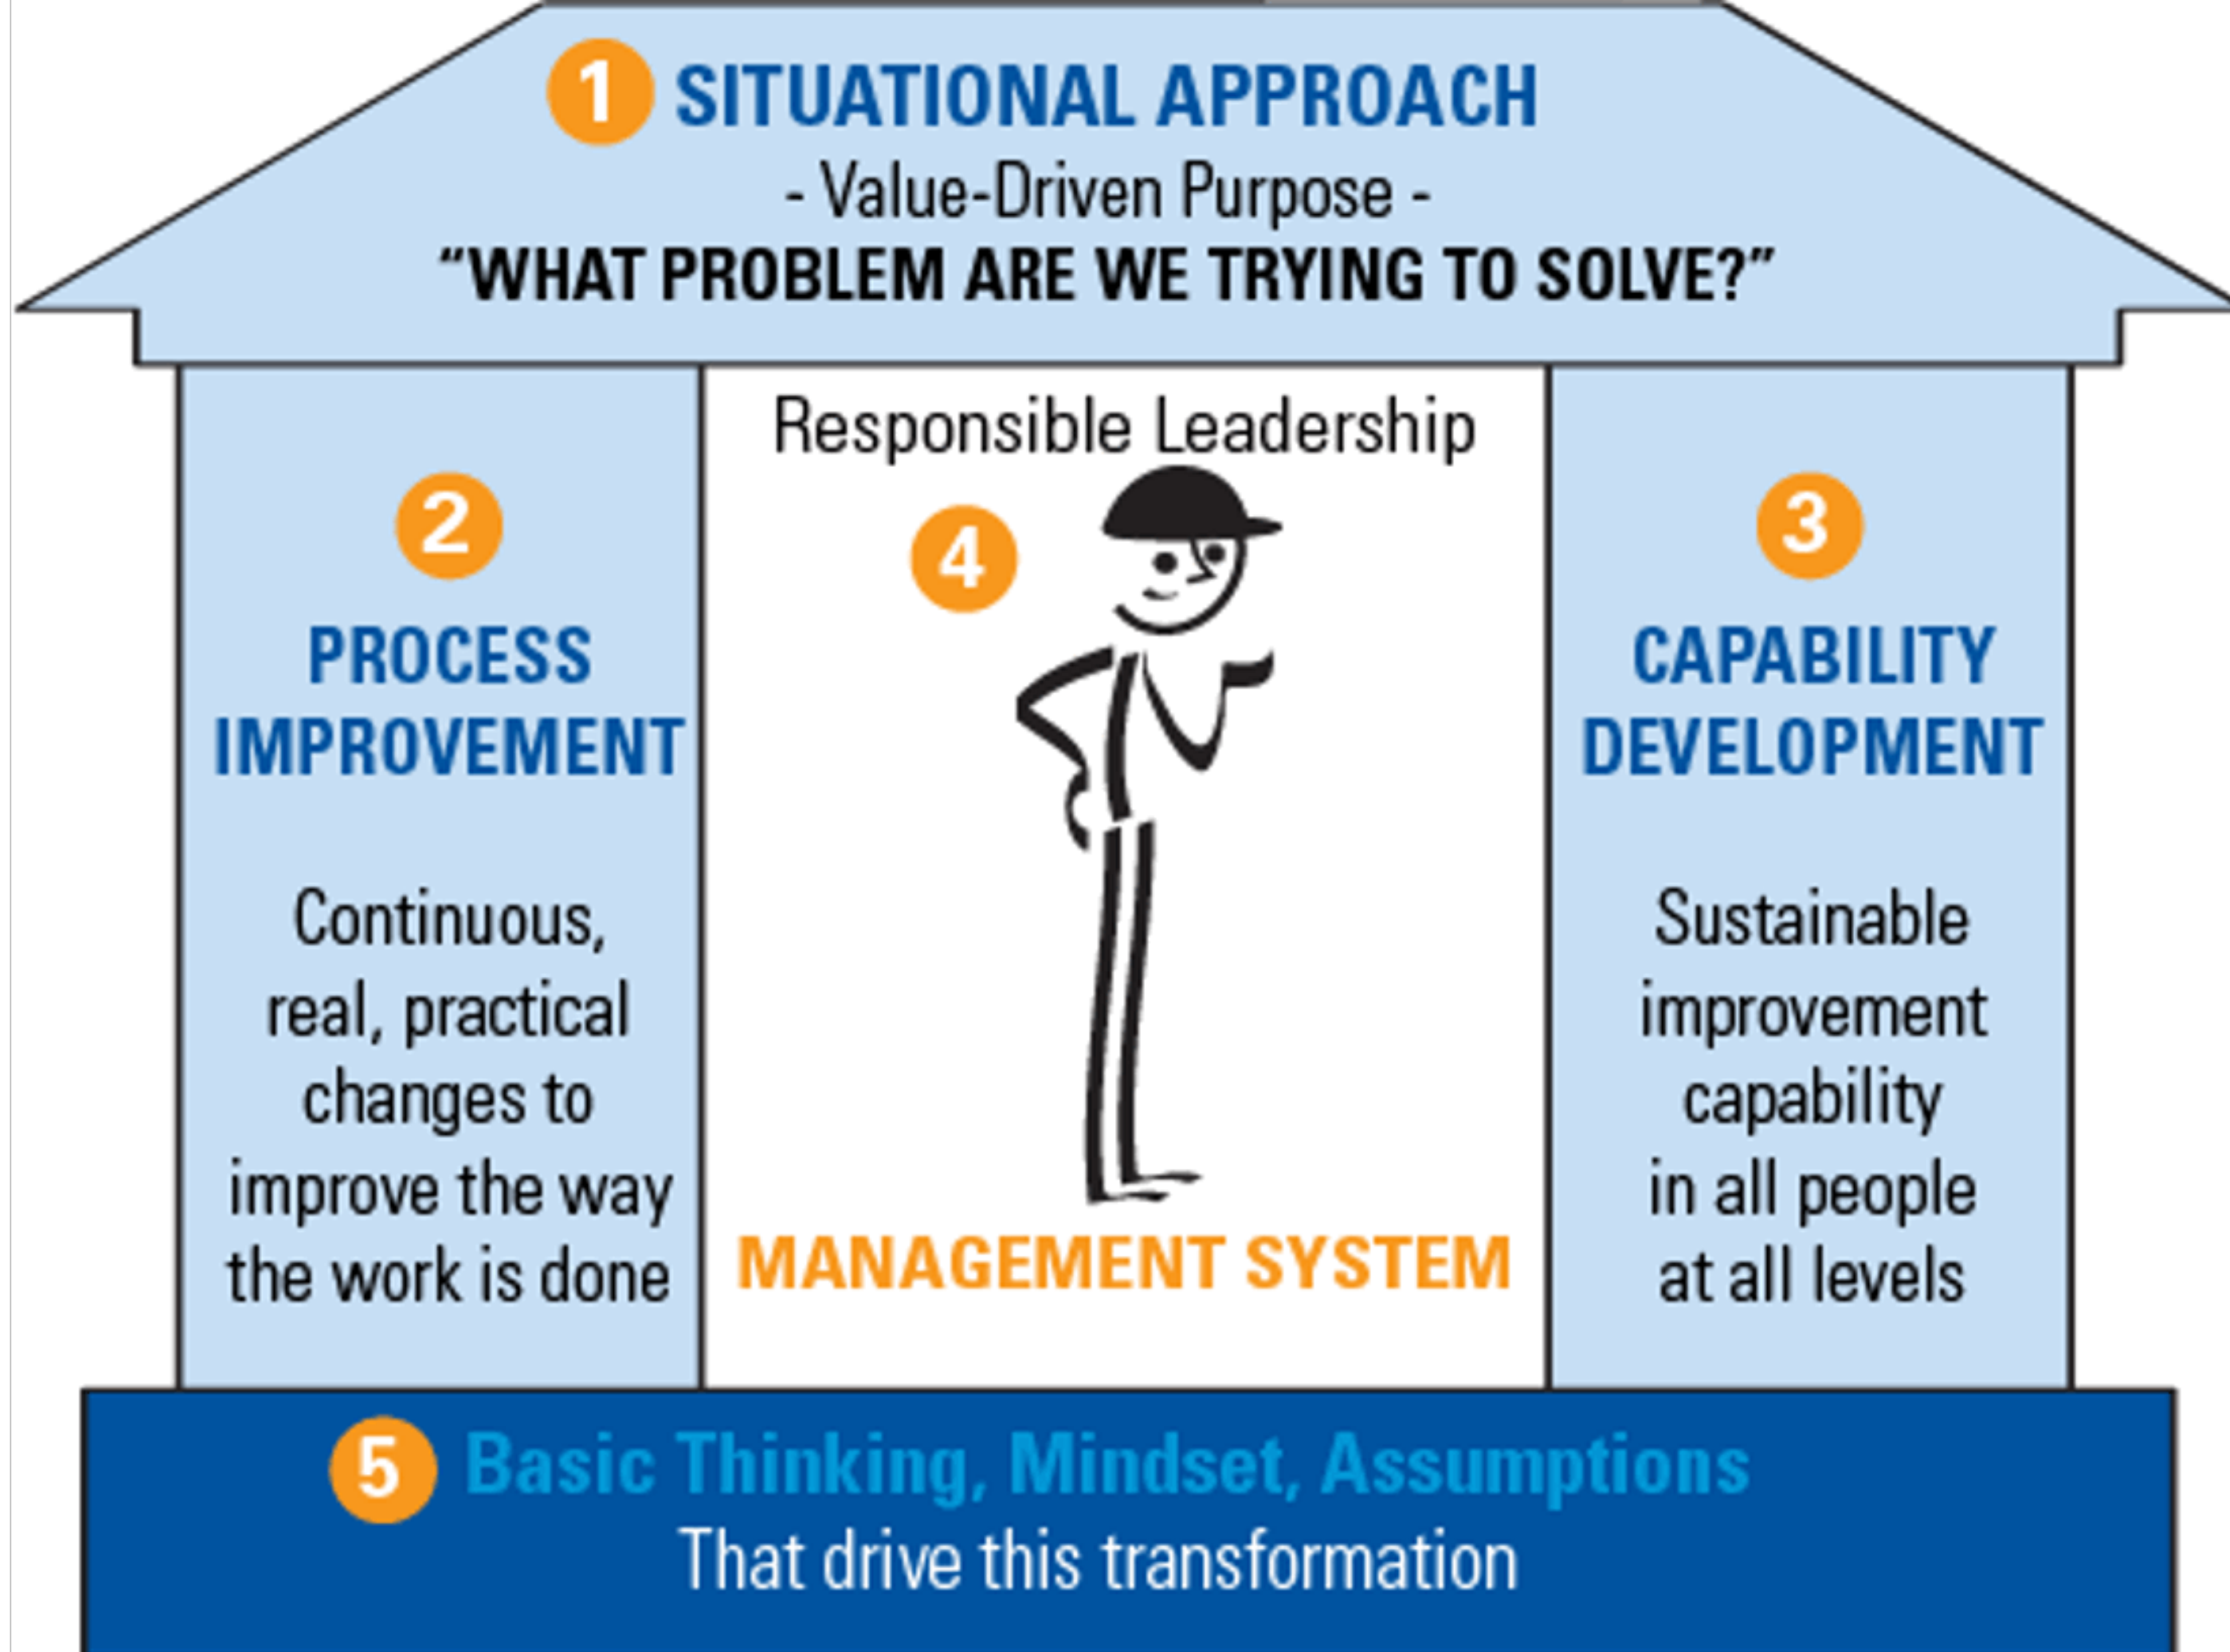 1 SITUATIONAL APPROACH
- Value-Driven Purpose -
“WHAT PROBLEM ARE WE TRYING TO SOLVE?”
2
PROCESS
IMPROVEMENT
Continuous,
real, practical
changes to
improve the way
the work is done
Responsible Leadership
4
MANAGEMENT SYSTEM
3
CAPABILITY
DEVELOPMENT
Sustainable
improvement
capability
in all people
at all levels
5 Basic Thinking, Mindset, Assumptions
That drive this transformation